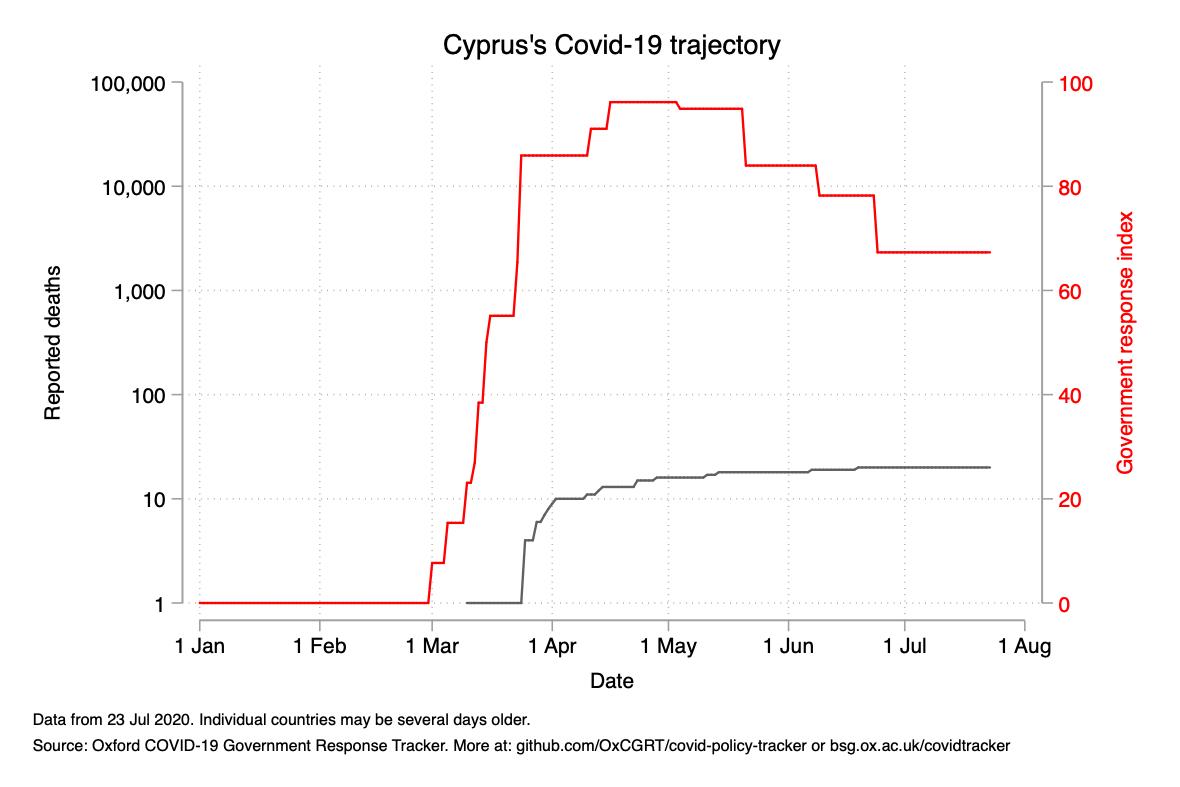 Cyprus's Covid-19 trajectory
100,000
10,000
1,000
100
10
1
Reported deaths
100
80
60
40
20
0
Government response index
1 Jan
1 Feb
1 Mar
1 Apr
1 May
1 Jun
1 Jul
1 Aug
Date
Data from 23 Jul 2020. Individual countries may be several days older.
Source: Oxford COVID-19 Government Response Tracker. More at: github.com/OxCGRT/covid-policy-tracker or bsg.ox.ac.uk/covidtracker